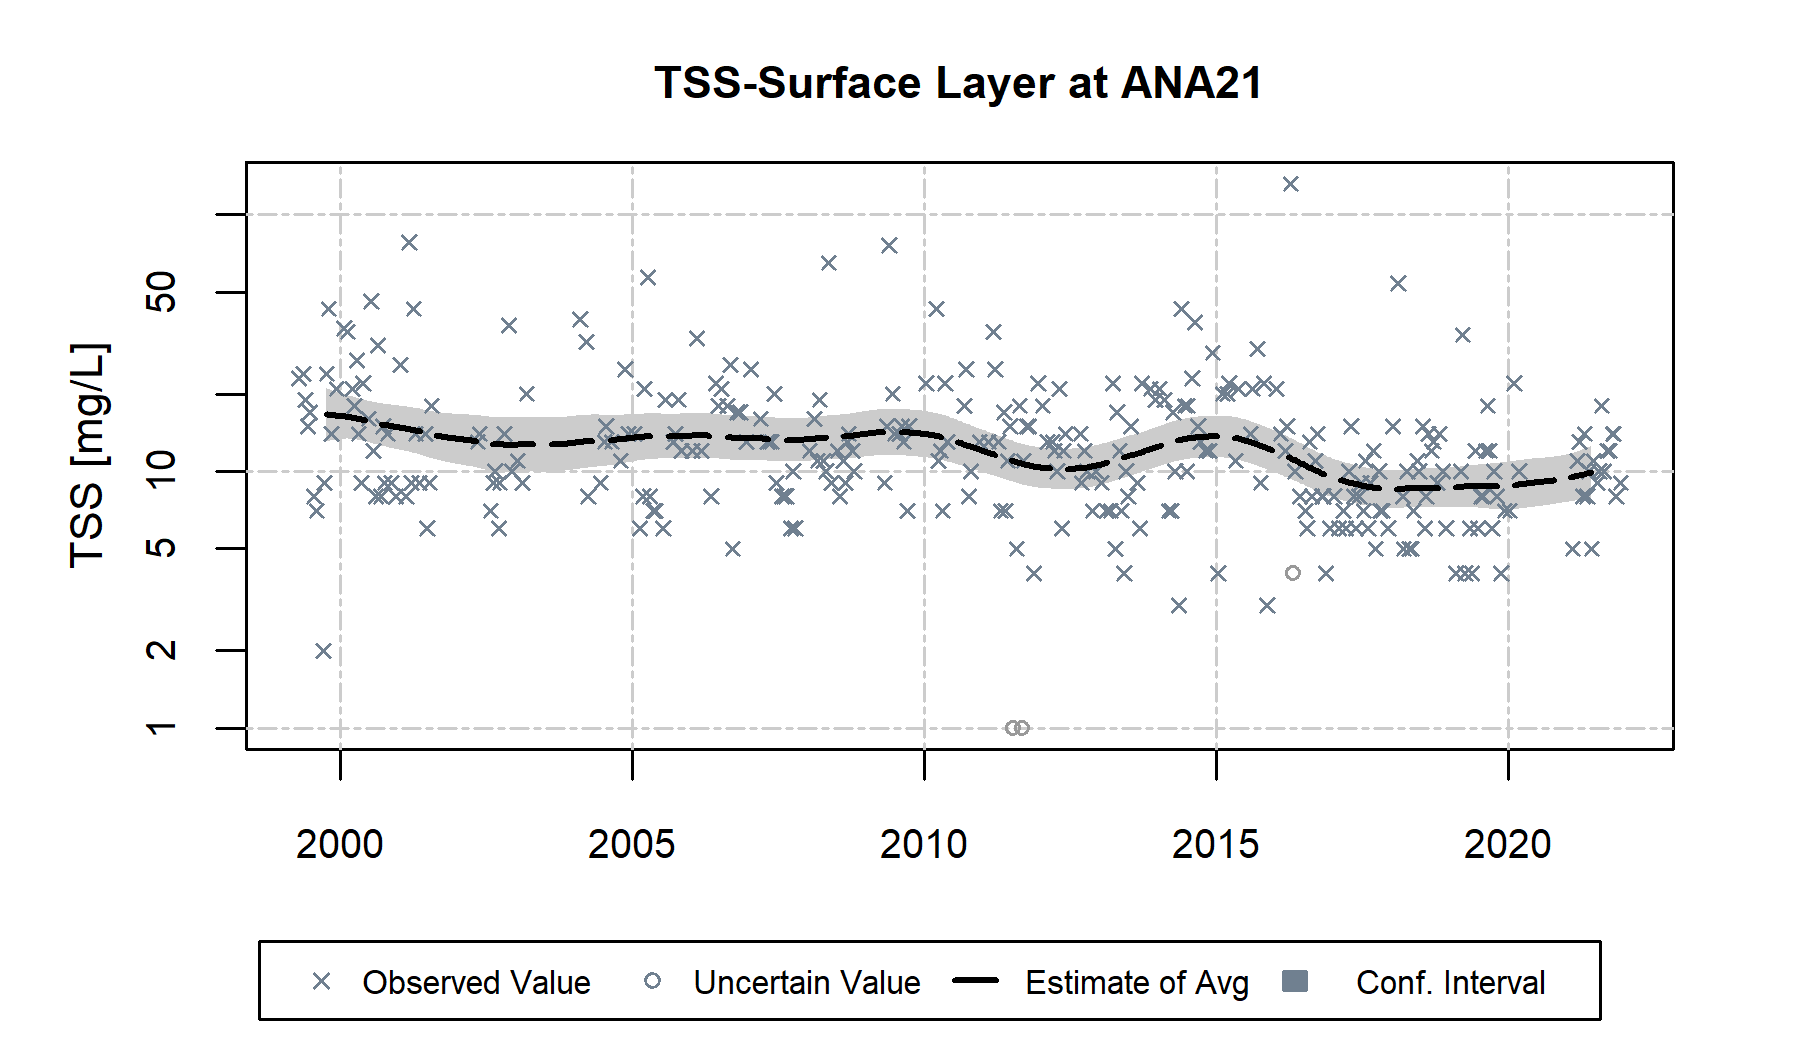 TSS-Surface Layer at ANA21
TSS [mg/L]
50
10
5
2
1
2000 2005 2010 2015 2020
Observed Value Uncertain Value Estimate of Avg Conf. Interval